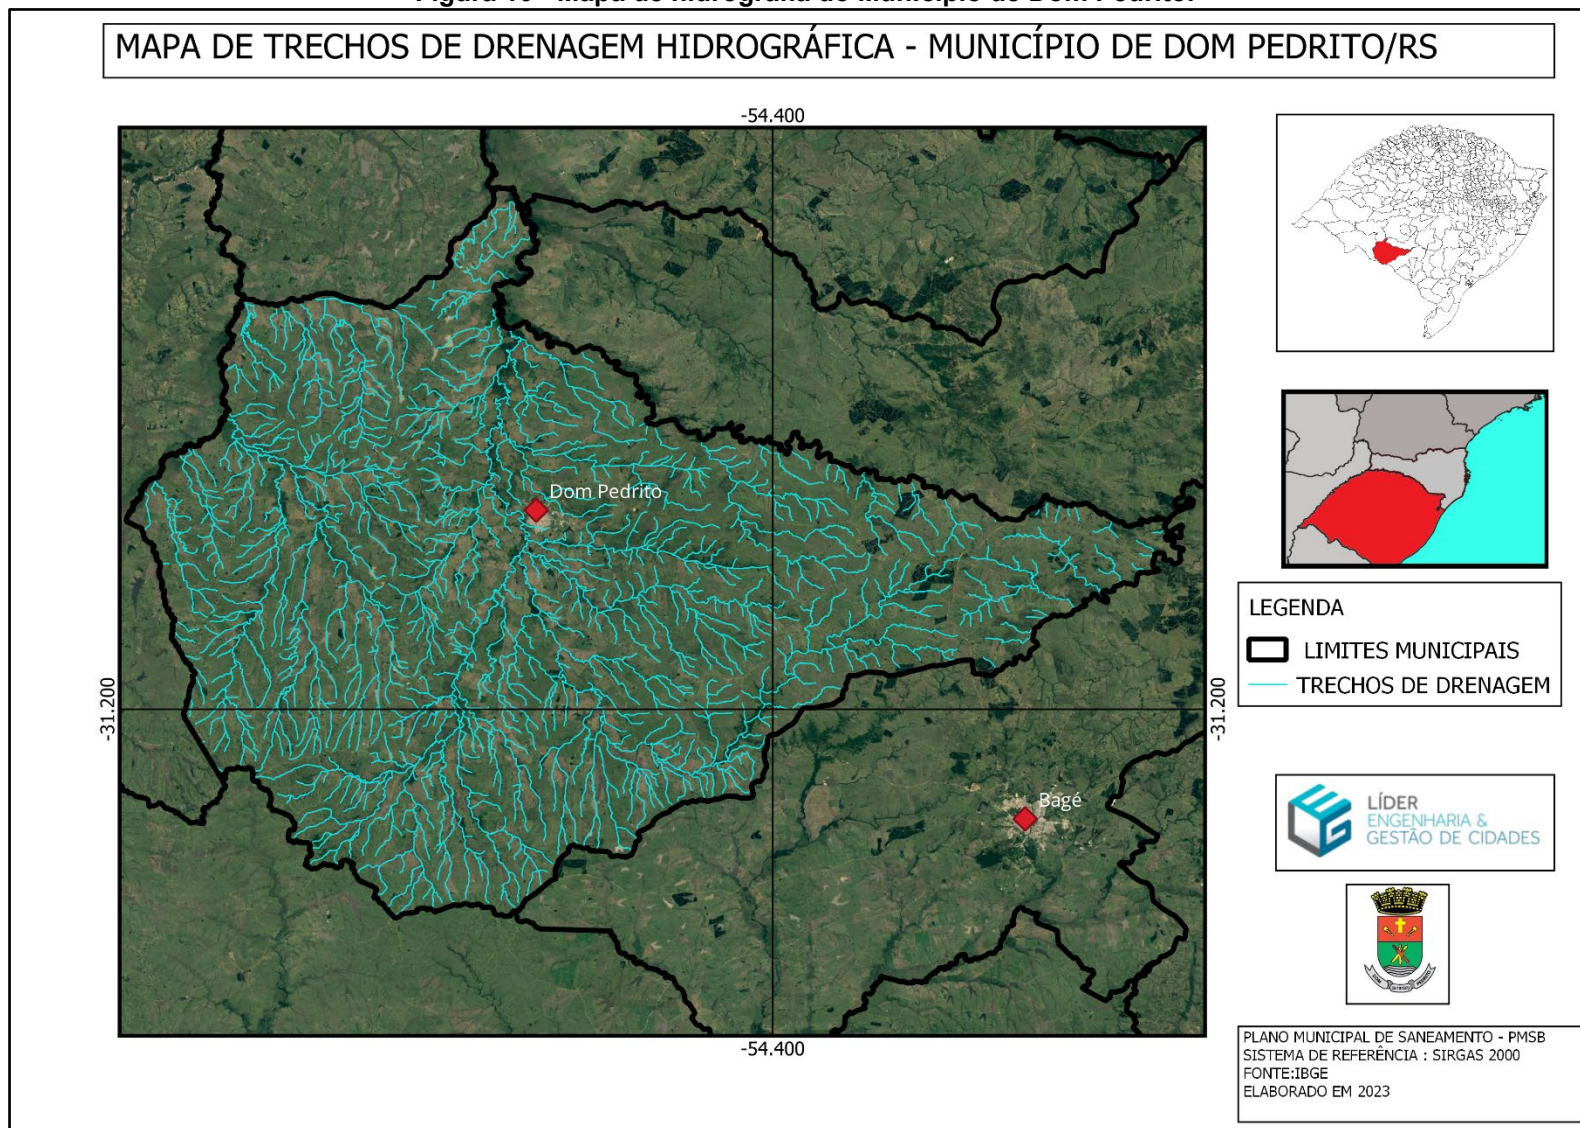 MAPA DE TRECHOS DE DRENAGEM HIDROGRÁFICA - MUNICÍPIO DE DOM PEDRITO/RS
-54.400
Dom Pedrito
-31.200
-31.200
Bagé
-54.400
LEGENDA
LIMITES MUNICIPAIS
TRECHOS DE DRENAGEM
LÍDER
ENGENHARIA &
GESTÃO DE CIDADES
DOM
PEDRITO
PLANO MUNICIPAL DE SANEAMENTO - PMSB
SISTEMA DE REFERÊNCIA : SIRGAS 2000
FONTE:IBGE
ELABORADO EM 2023